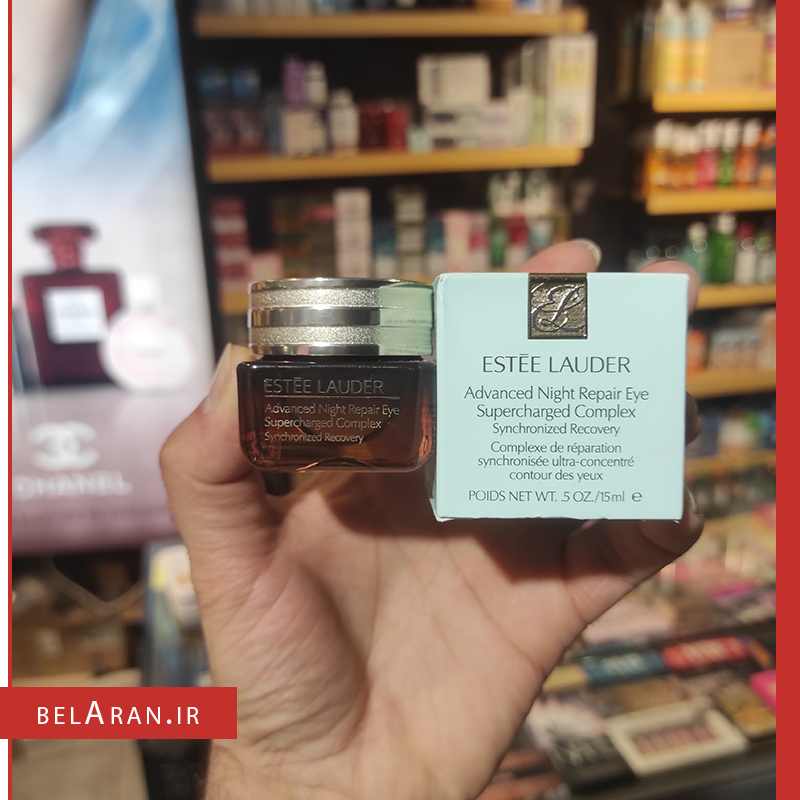 ESTĒE LAUDER
Advanced Night Repair Eye
Supercharged Complex
Synchronized Recovery
ESTĒE LAUDER
Advanced Night Repair Eye
Supercharged Complex
Synchronized Recovery
Complexe de réparation
synchronisée ultra-concentré
contour des yeux
POIDS NET WT. .5 OZ./15ml ℮
CHANEL
BELARAN.IR